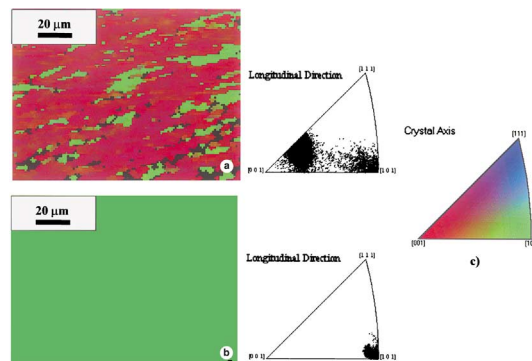 20 μm
a
Longitudinal Direction
[1 1 1]
[0 0 1]
[1 0 1]
20 μm
b
Longitudinal Direction
[1 1 1]
[0 0 1]
[1 0 1]
Crystal Axis
[111]
[001]
[10
c)